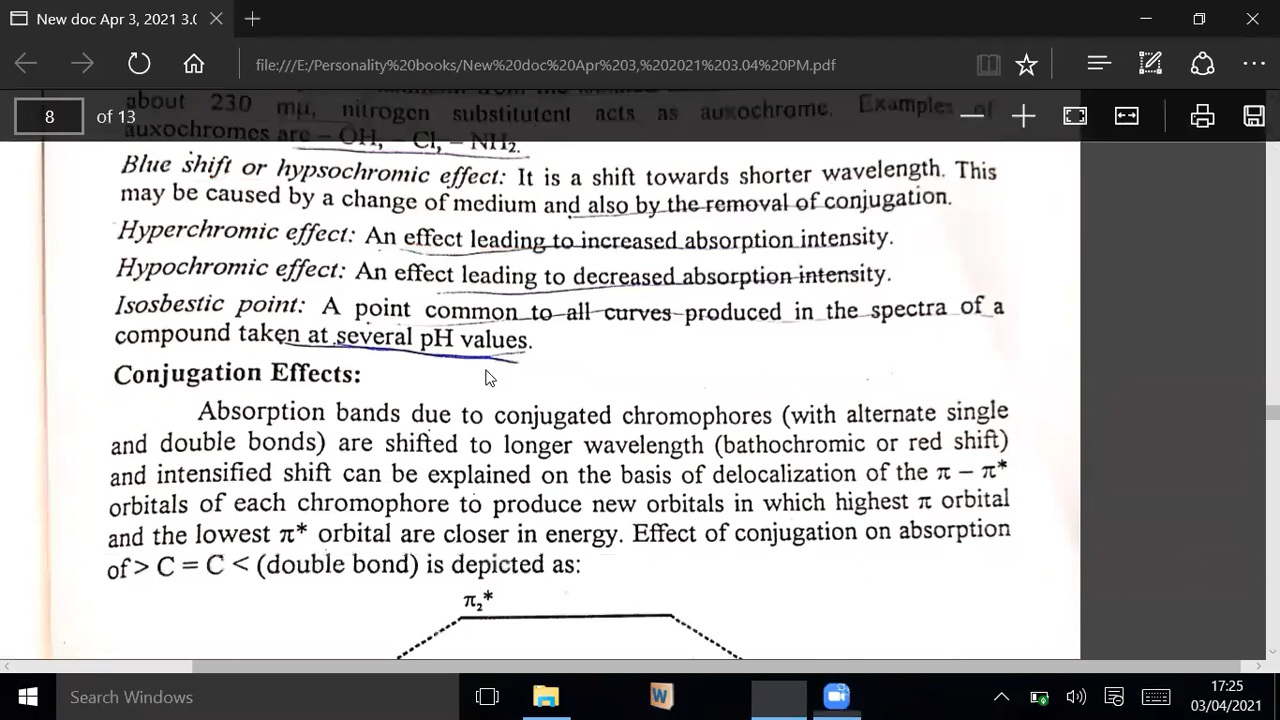 New doc Apr 3, 2021 3.0
file:///E:/Personality%20books/New%20doc%20Apr%203,%202021%203.04%20PM.pdf
8 of 13
about 230 mμ, nitrogen substitutent acts as auxochrome. Examples of
auxochromes are – OH, – Cl, – NH₂.
Blue shift or hypsochromic effect: It is a shift towards shorter wavelength. This
may be caused by a change of medium and also by the removal of conjugation.
Hyperchromic effect: An effect leading to increased absorption intensity.
Hypochromic effect: An effect leading to decreased absorption intensity.
Isosbestic point: A point common to all curves produced in the spectra of a
compound taken at several pH values.
Conjugation Effects:
Absorption bands due to conjugated chromophores (with alternate single
and double bonds) are shifted to longer wavelength (bathochromic or red shift)
and intensified shift can be explained on the basis of delocalization of the π – π*
orbitals of each chromophore to produce new orbitals in which highest π orbital
and the lowest π* orbital are closer in energy. Effect of conjugation on absorption
of > C = C < (double bond) is depicted as:
π₂*
Search Windows
17:25
03/04/2021